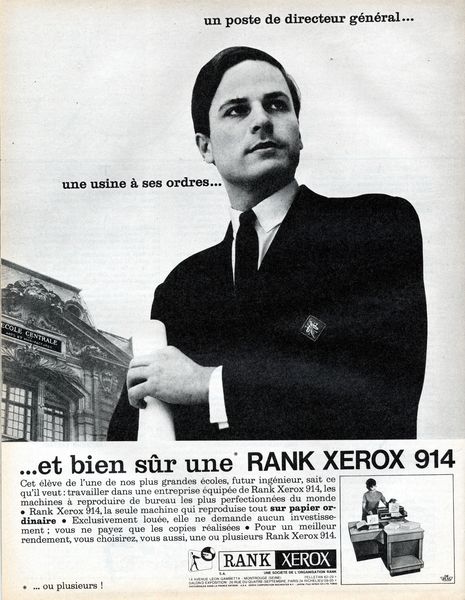 un poste de directeur général...
une usine à ses ordres...
ECOLE CENTRALE
...et bien sûr une* RANK XEROX 914
Cet élève de l'une de nos plus grandes écoles, futur ingénieur, sait ce
qu'il veut : travailler dans une entreprise équipée de Rank Xerox 914, les
machines à reproduire de bureau les plus perfectionnées du monde
● Rank Xerox 914, la seule machine qui reproduise tout sur papier or-
dinaire ● Exclusivement louée, elle ne demande aucun investisse-
ment ; vous ne payez que les copies réalisées ● Pour un meilleur
rendement, vous choisirez, vous aussi, une ou plusieurs Rank Xerox 914.
RANK XEROX
S.A. UNE SOCIÉTÉ DE L'ORGANISATION RANK
* ... ou plusieurs !